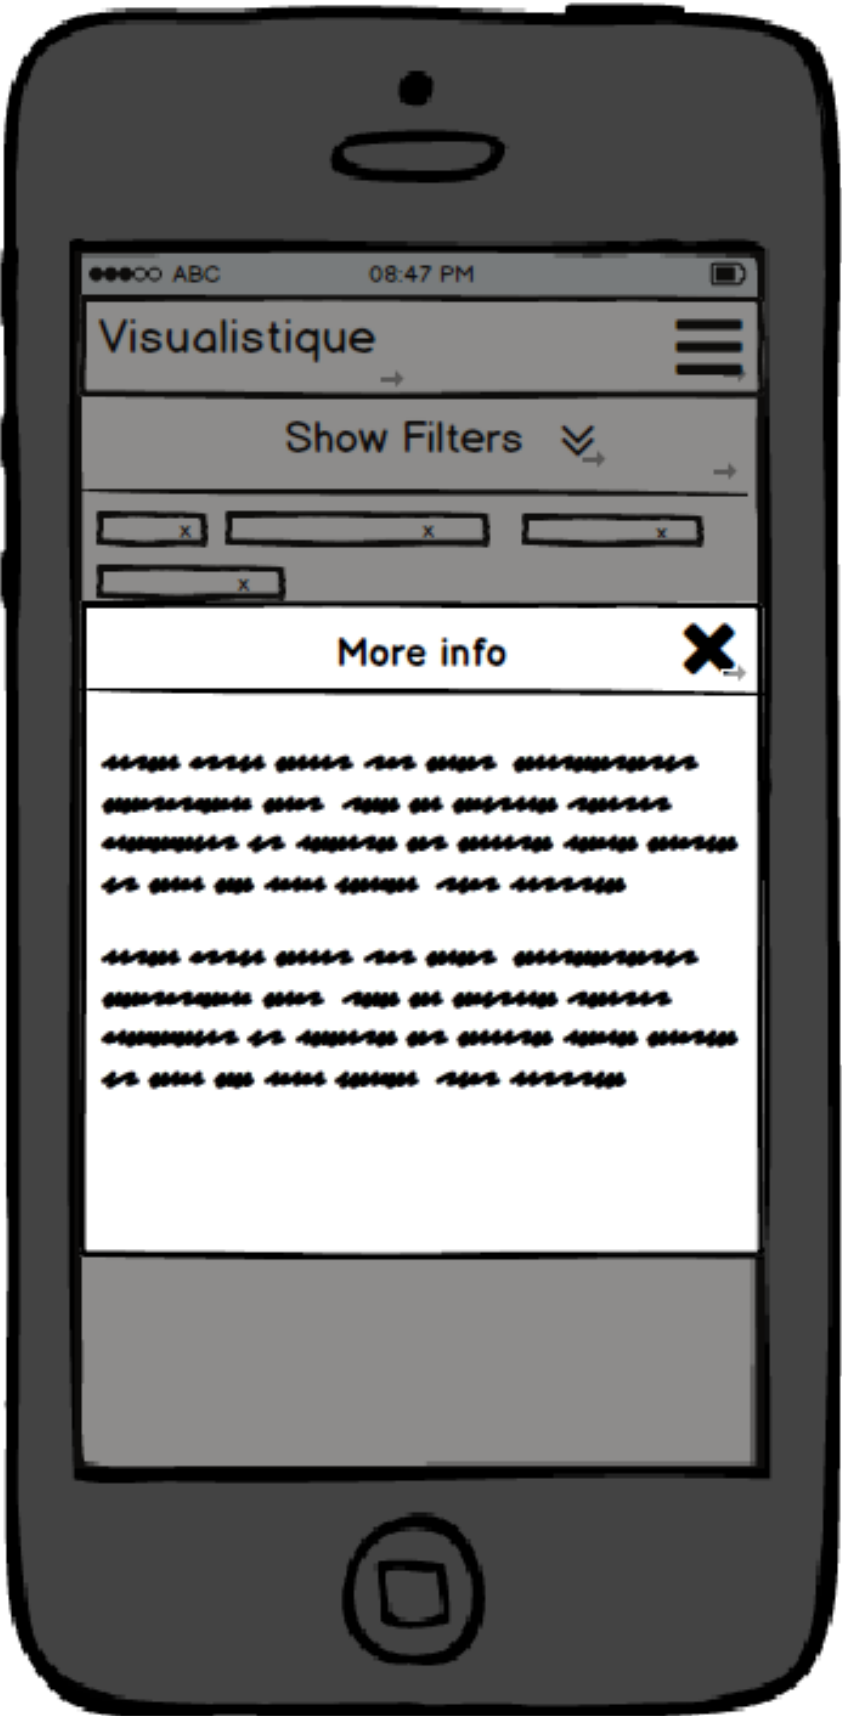 ABC 08:47 PM
Visualistique
Show Filters
x x x
x
More info